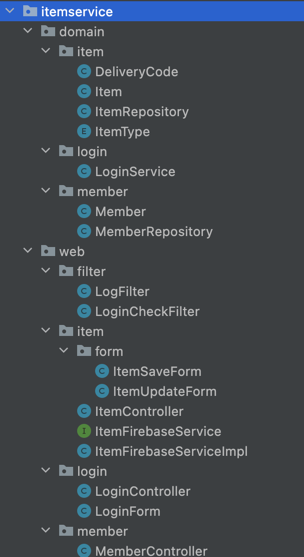 itemservice
domain
item
C DeliveryCode
C Item
C ItemRepository
E ItemType
login
C LoginService
member
C Member
C MemberRepository
web
filter
C LogFilter
C LoginCheckFilter
item
form
C ItemSaveForm
C ItemUpdateForm
C ItemController
I ItemFirebaseService
C ItemFirebaseServiceImpl
login
C LoginController
C LoginForm
member
C MemberController